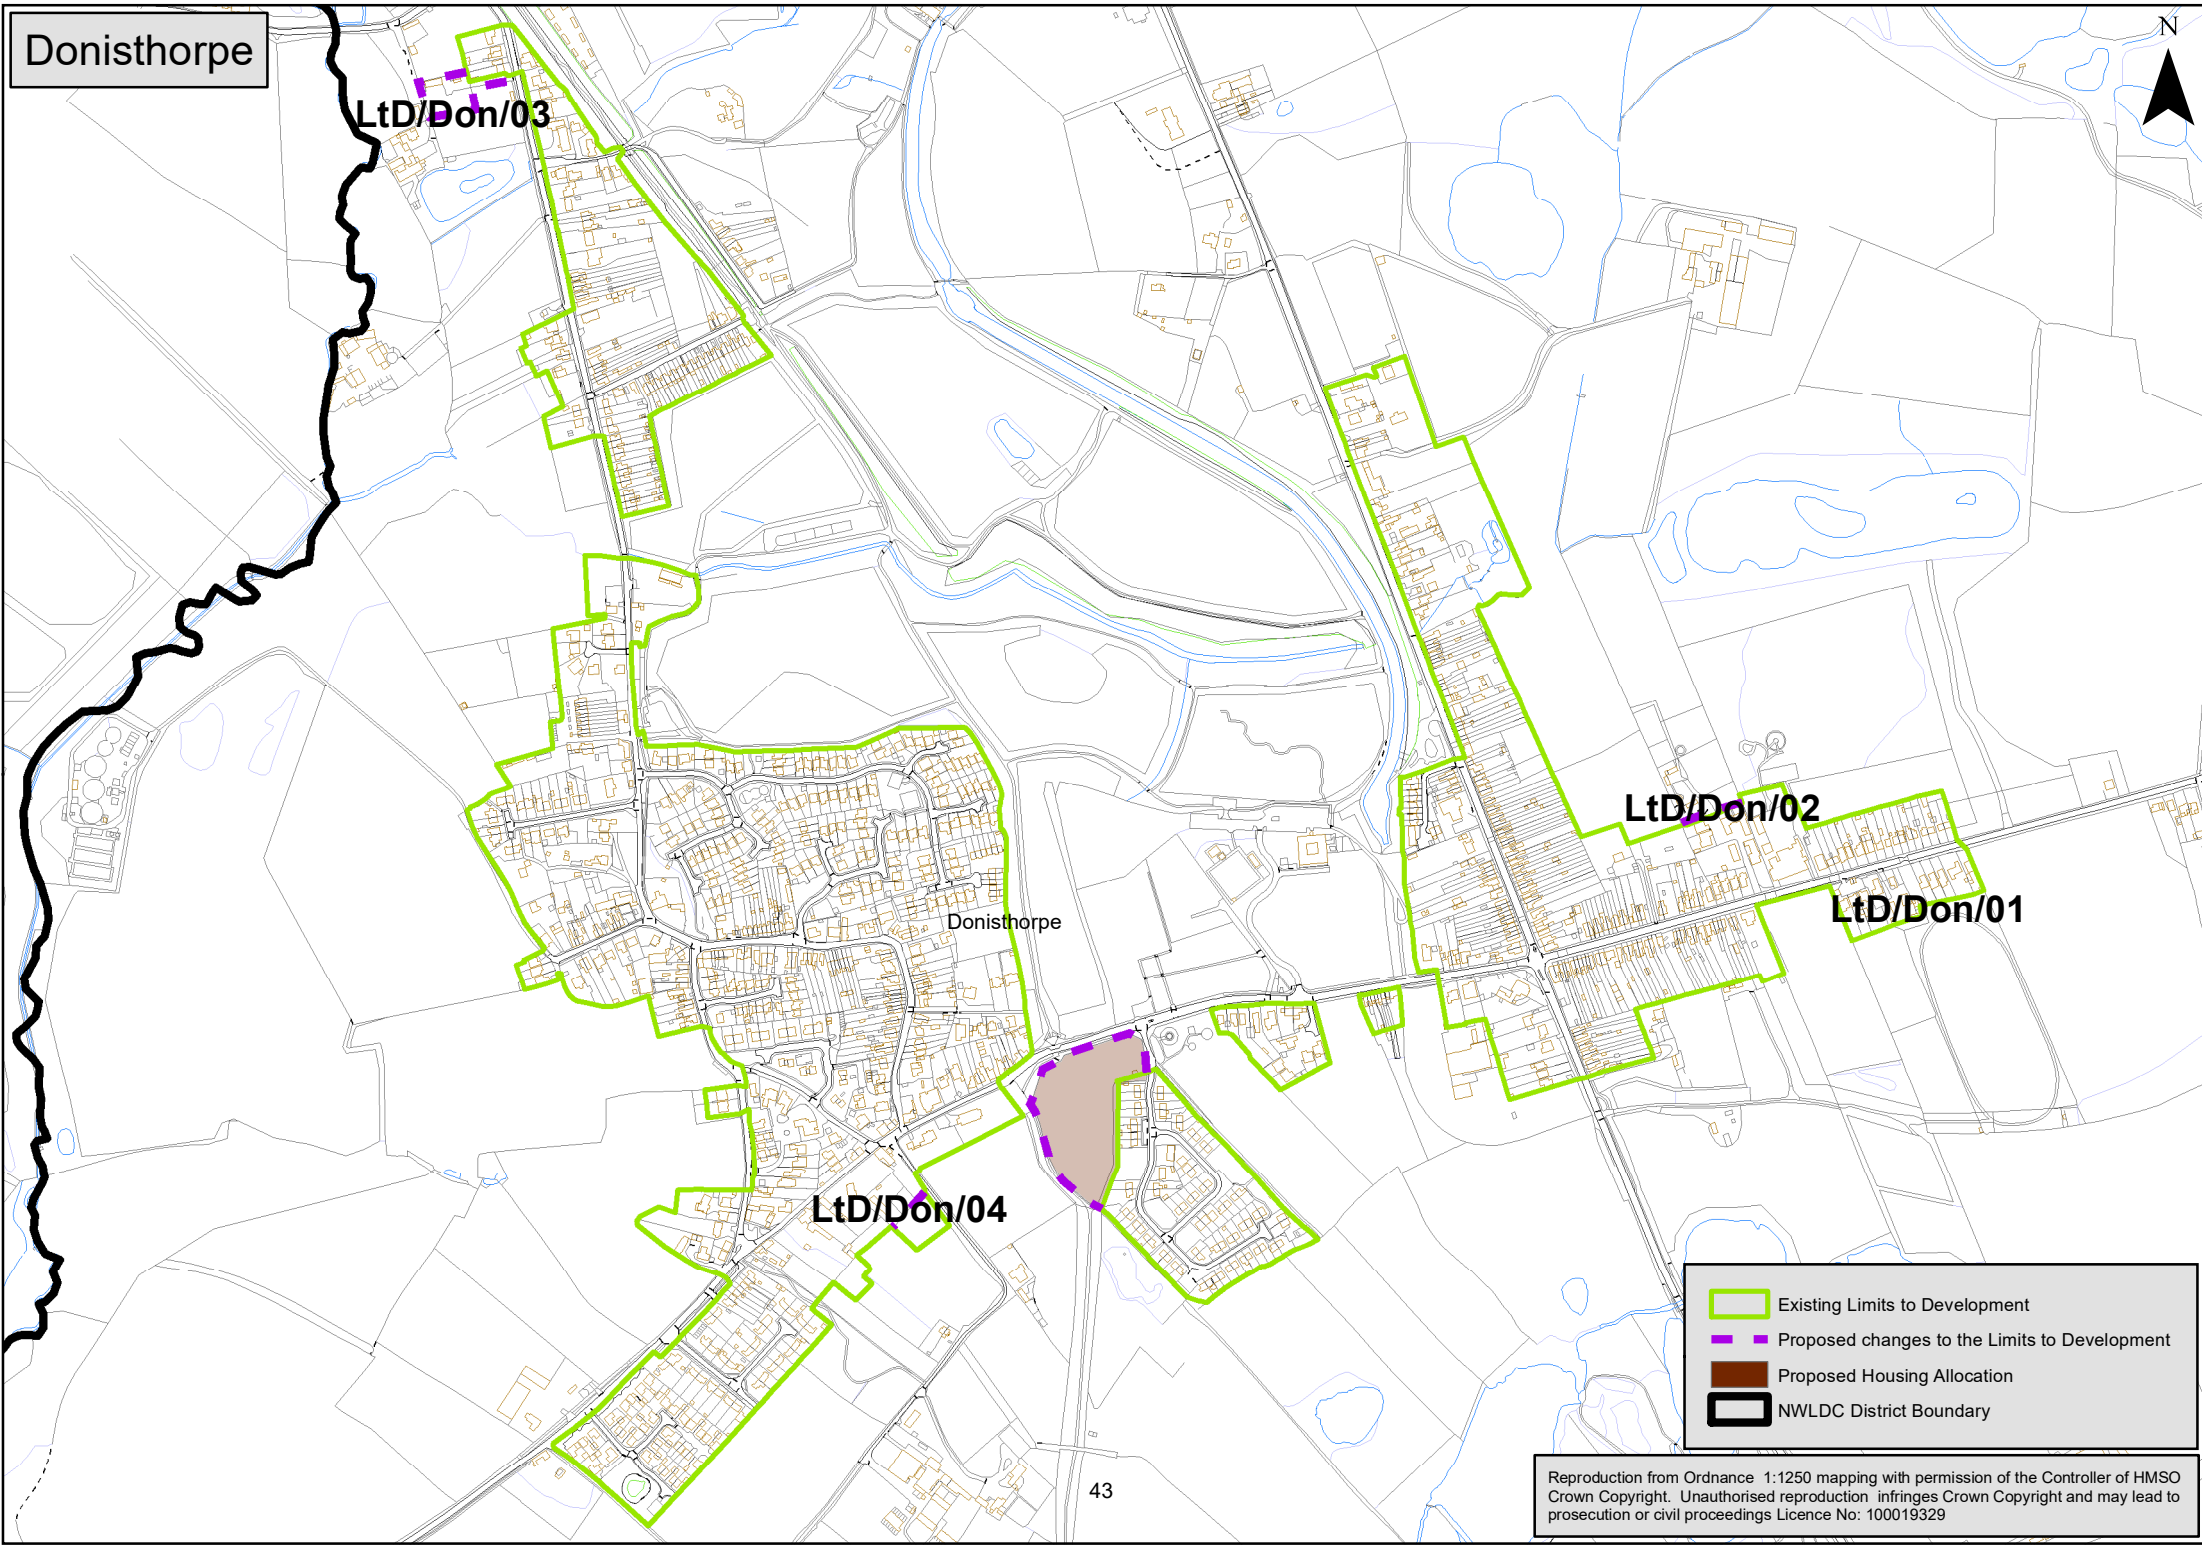 Donisthorpe
N
LtD/Don/03
LtD/Don/02
LtD/Don/01
Donisthorpe
LtD/Don/04
Existing Limits to Development
Proposed changes to the Limits to Development
Proposed Housing Allocation
NWLDC District Boundary
43
Reproduction from Ordnance 1:1250 mapping with permission of the Controller of HMSO
Crown Copyright. Unauthorised reproduction infringes Crown Copyright and may lead to
prosecution or civil proceedings Licence No: 100019329